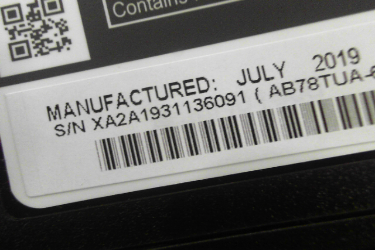 Contains
MANUFACTURED: JULY 2019
S/N XA2A1931136091 ( AB78TUA-